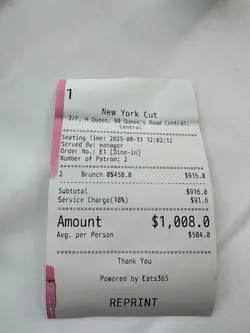 1
New York Cut
2/F, H Queen, 80 Queen's Road Central,
Central
Seating Time: 2025-08-31 12:02:12
Served By: manager
Order No.: E1 [Dine-in]
Number of Patron: 2
2 Brunch @$458.0 $916.0
Subtotal $916.0
Service Charge(10%) $91.6
Amount $1,008.0
Avg. per Person $504.0
Thank You
Powered by Eats365
REPRINT